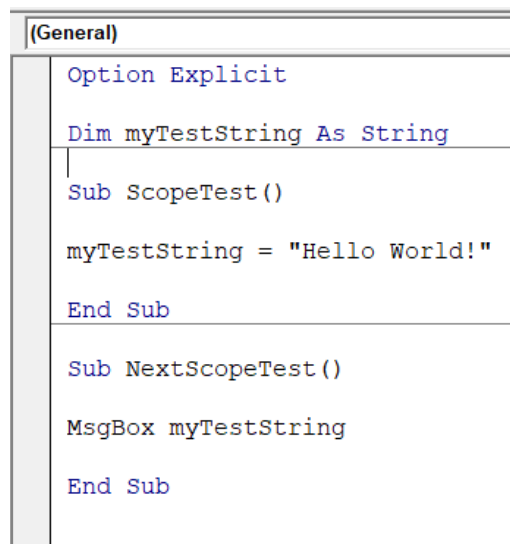 (General)
Option Explicit
Dim myTestString As String
Sub ScopeTest()
myTestString = "Hello World!"
End Sub
Sub NextScopeTest()
MsgBox myTestString
End Sub